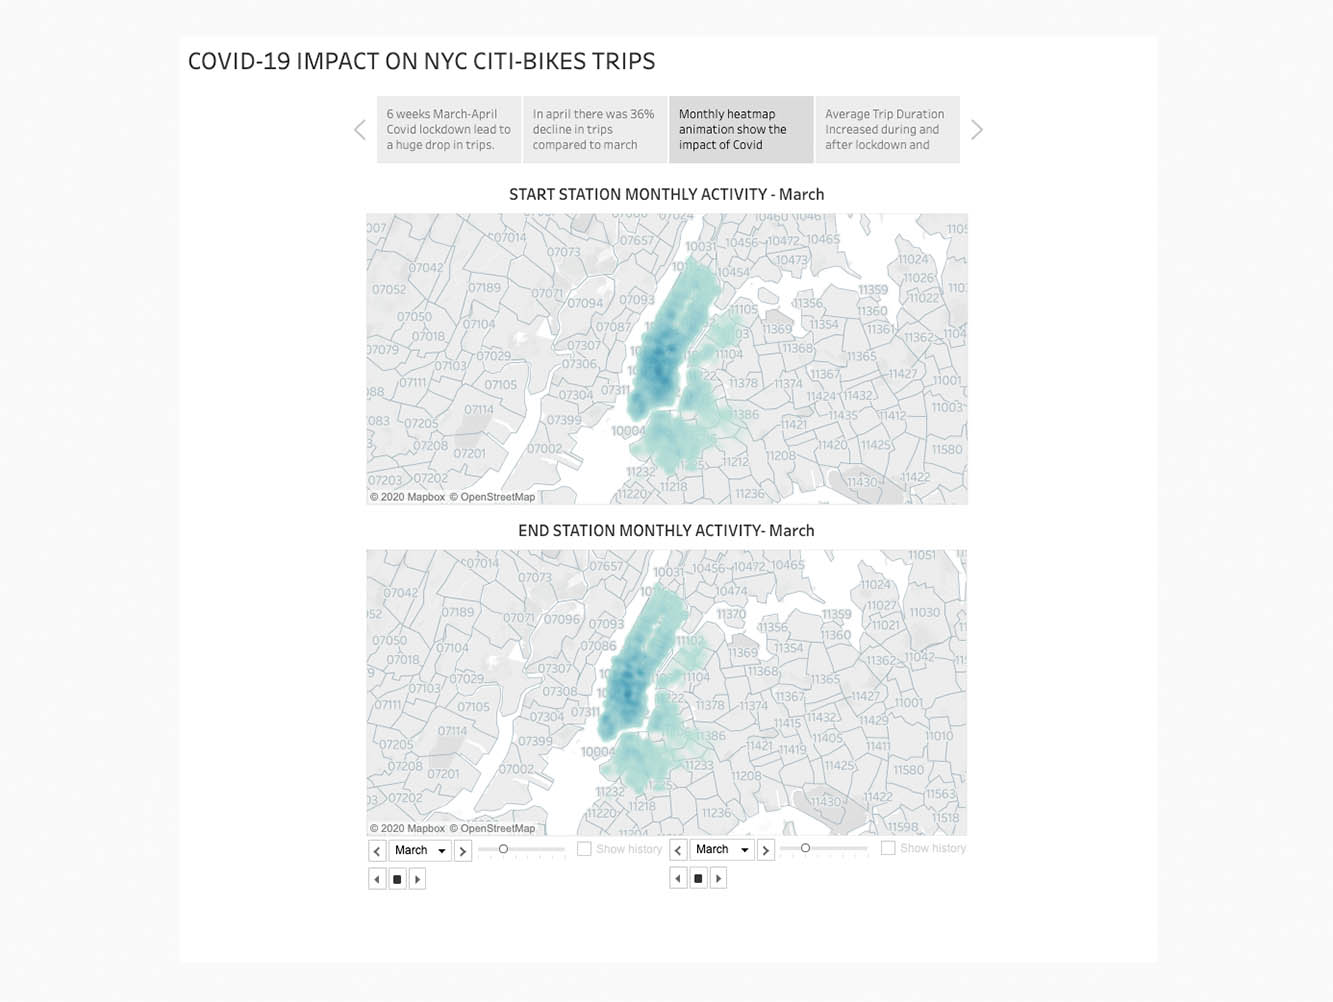 COVID-19 IMPACT ON NYC CITI-BIKES TRIPS
6 weeks March-April
Covid lockdown lead to
a huge drop in trips.
In april there was 36%
decline in trips
compared to march
Monthly heatmap
animation show the
impact of Covid
Average Trip Duration
Increased during and
after lockdown and
START STATION MONTHLY ACTIVITY - March
07014 07657 10031 10456 10472 10465
07042 07073 10473 11024
07052 07189 07071 10454 11359 11026
07050 07094 07093 11105 11356 11360 11022
07018 07104 07087 11369 11354 11361
07079 07029 07307 11104 11368 11365 11362
07103 07306 11367 11427
07111 07105 07304 07311 11378 11374 11424 11432 11001
07114 07399 11386 11435 11412 11003
07205 10004 11421
07208 07201 07002 11420 11425 11580
07203 07202 11232 11212 11208 11430 11422
11220 11218 11236
© 2020 Mapbox © OpenStreetMap
END STATION MONTHLY ACTIVITY- March
07014 07657 10031 10456 10472 10465 11051
07042 07073 10474 11024
07189 07071 07096 07093 11370 11359 11027 11030
07050 07104 07086 11356 11360 11021
07018 07307 11369 11354 11362 11042
07103 07308 11104 11368 11365
07111 07105 07304 07311 11378 11374 11367 11427 11001
07114 07399 11386 11415 11432 11429 11010
07205 10004 11421 11419 11405 11411
07208 07201 07002 11233 11208 11425 11580
07202 11232 11218 11430 11422 11563
11220 11236 11598 11518
© 2020 Mapbox © OpenStreetMap
March Show history March Show history